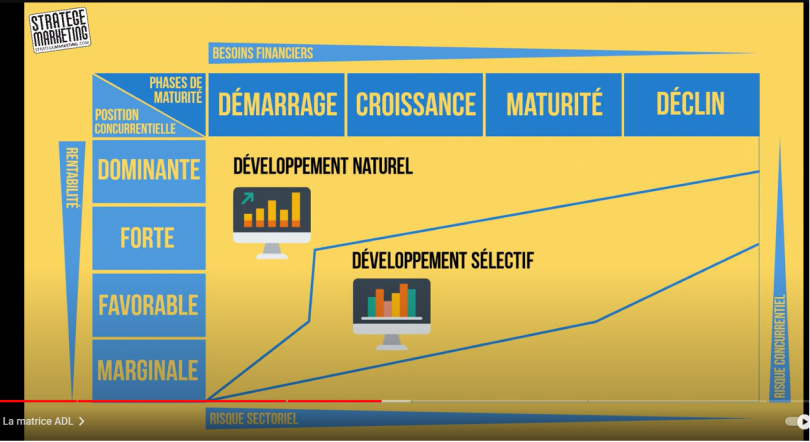 STRATEGE
MARKETING
STRATEGEMARKETING.COM
BESOINS FINANCIERS
PHASES DE
MATURITÉ
POSITION
CONCURRENTIELLE
DÉMARRAGE
CROISSANCE
MATURITÉ
DÉCLIN
RENTABILITÉ
DOMINANTE
DÉVELOPPEMENT NATUREL
FORTE
DÉVELOPPEMENT SÉLECTIF
FAVORABLE
MARGINALE
RISQUE CONCURRENTIEL
RISQUE SECTORIEL
La matrice ADL